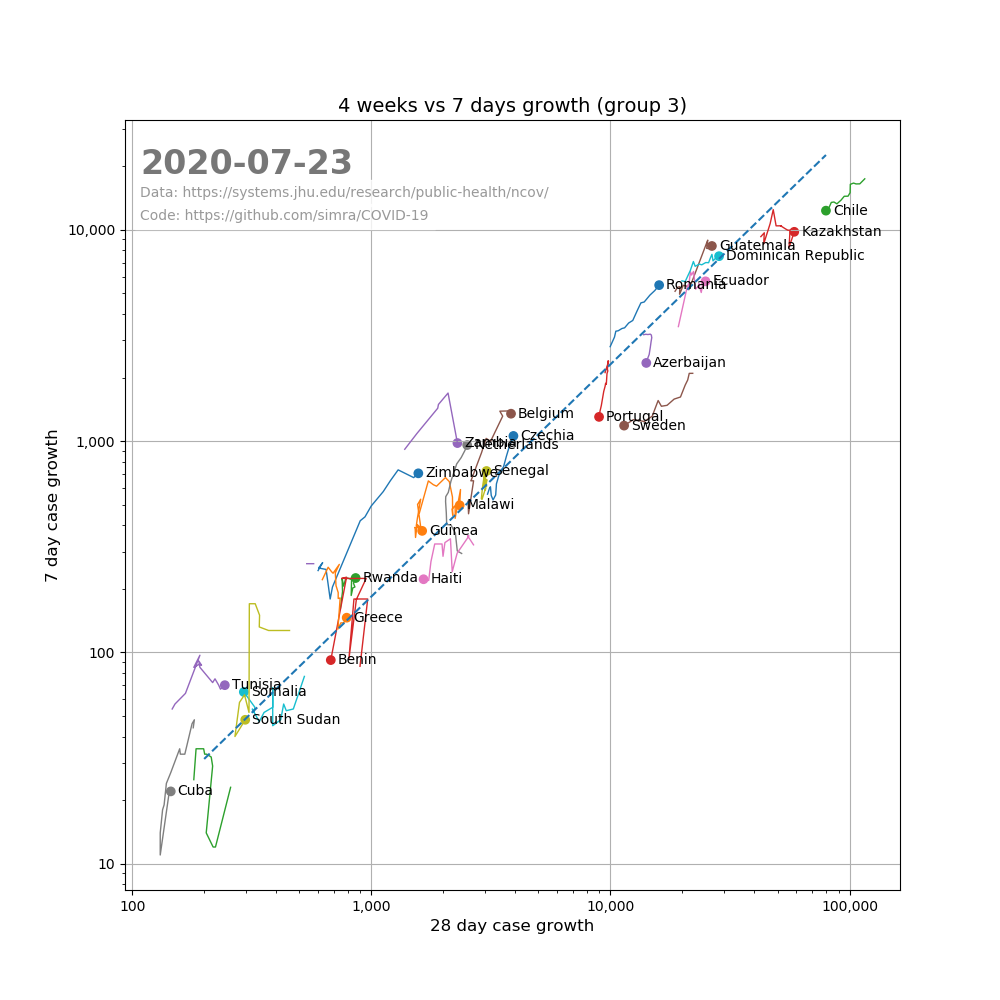 4 weeks vs 7 days growth (group 3)
2020-07-23
Data: https://systems.jhu.edu/research/public-health/ncov/
Code: https://github.com/simra/COVID-19
Chile
10,000
Kazakhstan
Guatemala
Dominican Republic
Ecuador
Romania
Azerbaijan
Belgium
Portugal
Sweden
Czechia
1,000
Zambia
Netherlands
Zimbabwe
Senegal
Malawi
Guinea
7 day case growth
Rwanda
Haiti
Greece
100
Benin
Tunisia
Somalia
South Sudan
Cuba
10
100
1,000
10,000
100,000
28 day case growth